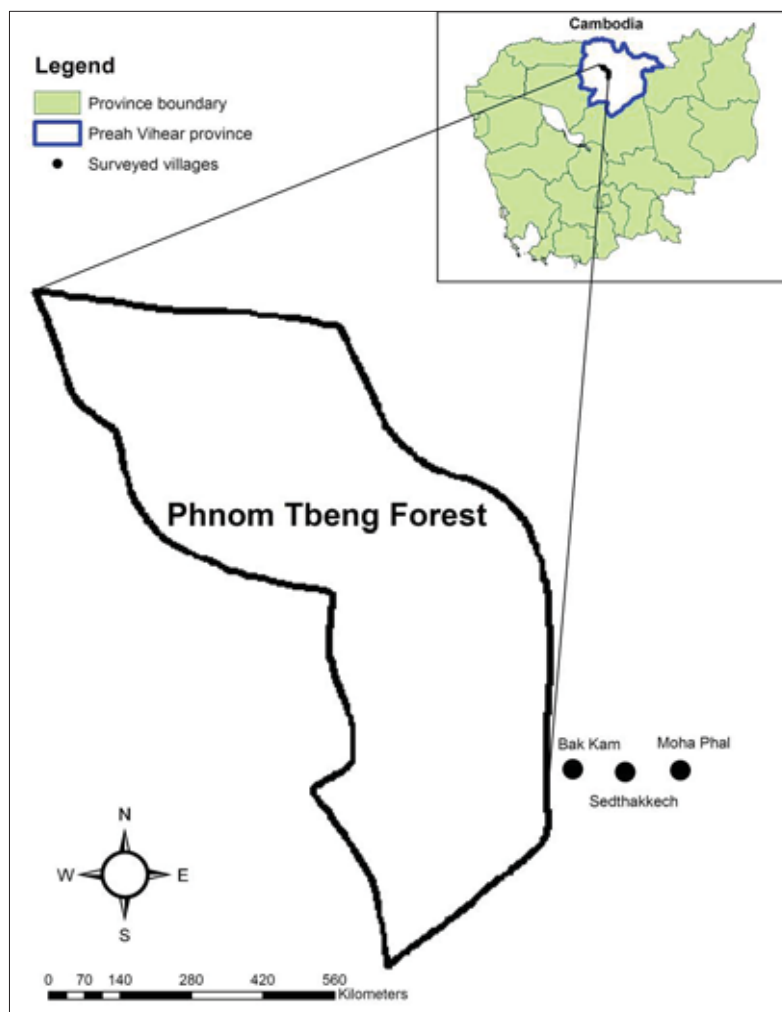 Cambodia
Legend
Province boundary
Preah Vihear province
Surveyed villages
Phnom Tbeng Forest
Bak Kam Moha Phal
Sedthakkech
N
W E
S
0 70 140 280 420 560
Kilometers